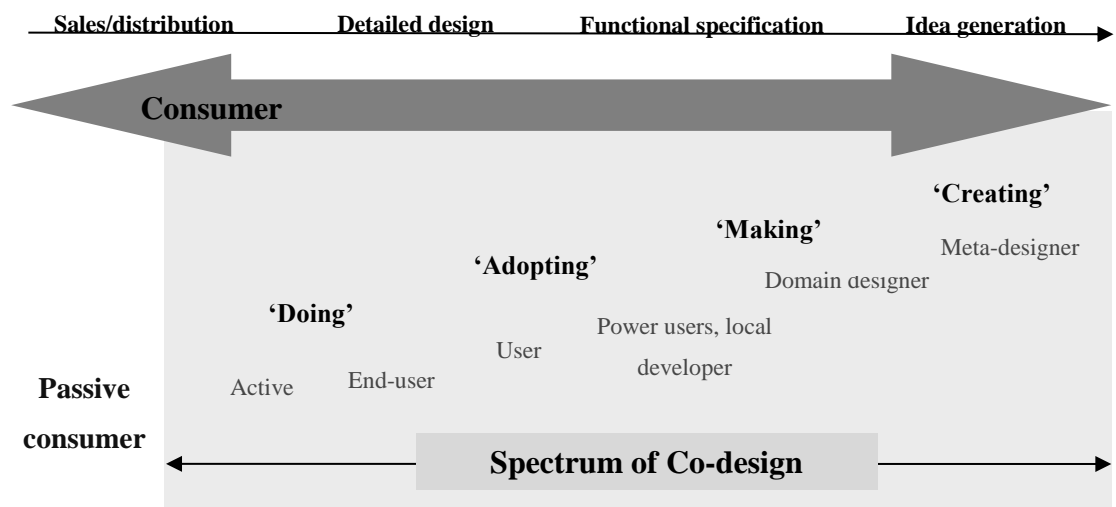 Sales/distribution Detailed design Functional specification Idea generation
Consumer
‘Creating’
‘Making’
Meta-designer
‘Adopting’
Domain designer
‘Doing’
Power users, local
developer
User
End-user
Active
Passive
consumer
Spectrum of Co-design